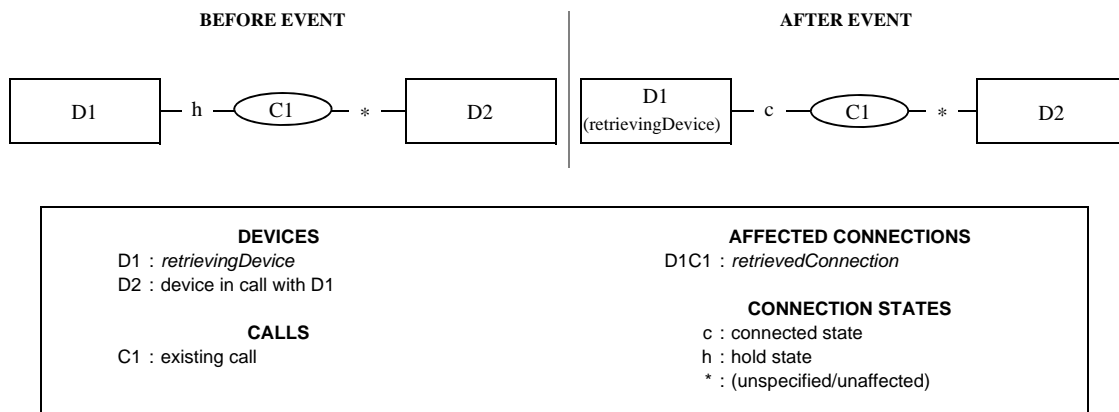 BEFORE EVENT
D1 h C1 * D2
AFTER EVENT
D1
(retrievingDevice)
c C1 * D2
DEVICES
D1 : retrievingDevice
D2 : device in call with D1
CALLS
C1 : existing call
AFFECTED CONNECTIONS
D1C1 : retrievedConnection
CONNECTION STATES
c : connected state
h : hold state
* : (unspecified/unaffected)